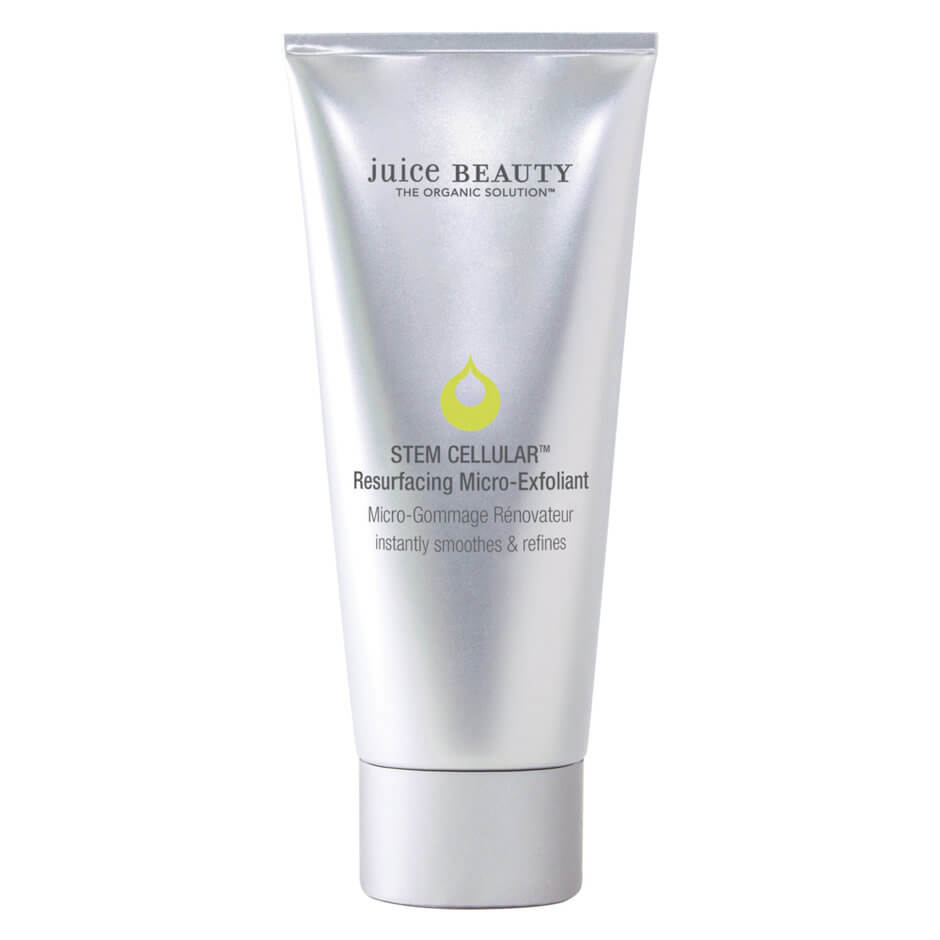 juice BEAUTY
THE ORGANIC SOLUTION™
STEM CELLULAR™
Resurfacing Micro-Exfoliant
Micro-Gommage Rénovateur
instantly smoothes & refines